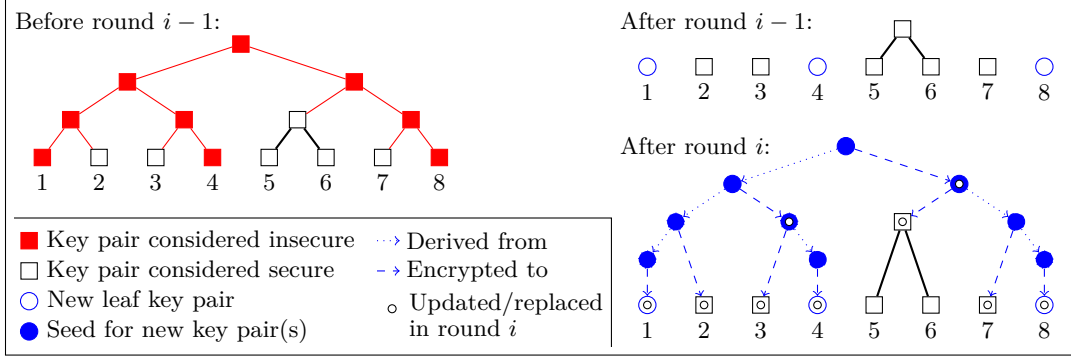 Before round i − 1:
1 2 3 4 5 6 7 8
Key pair considered insecure
Key pair considered secure
New leaf key pair
Seed for new key pair(s)
Derived from
Encrypted to
Updated/replaced
in round i
After round i − 1:
1 2 3 4 5 6 7 8
After round i:
1 2 3 4 5 6 7 8